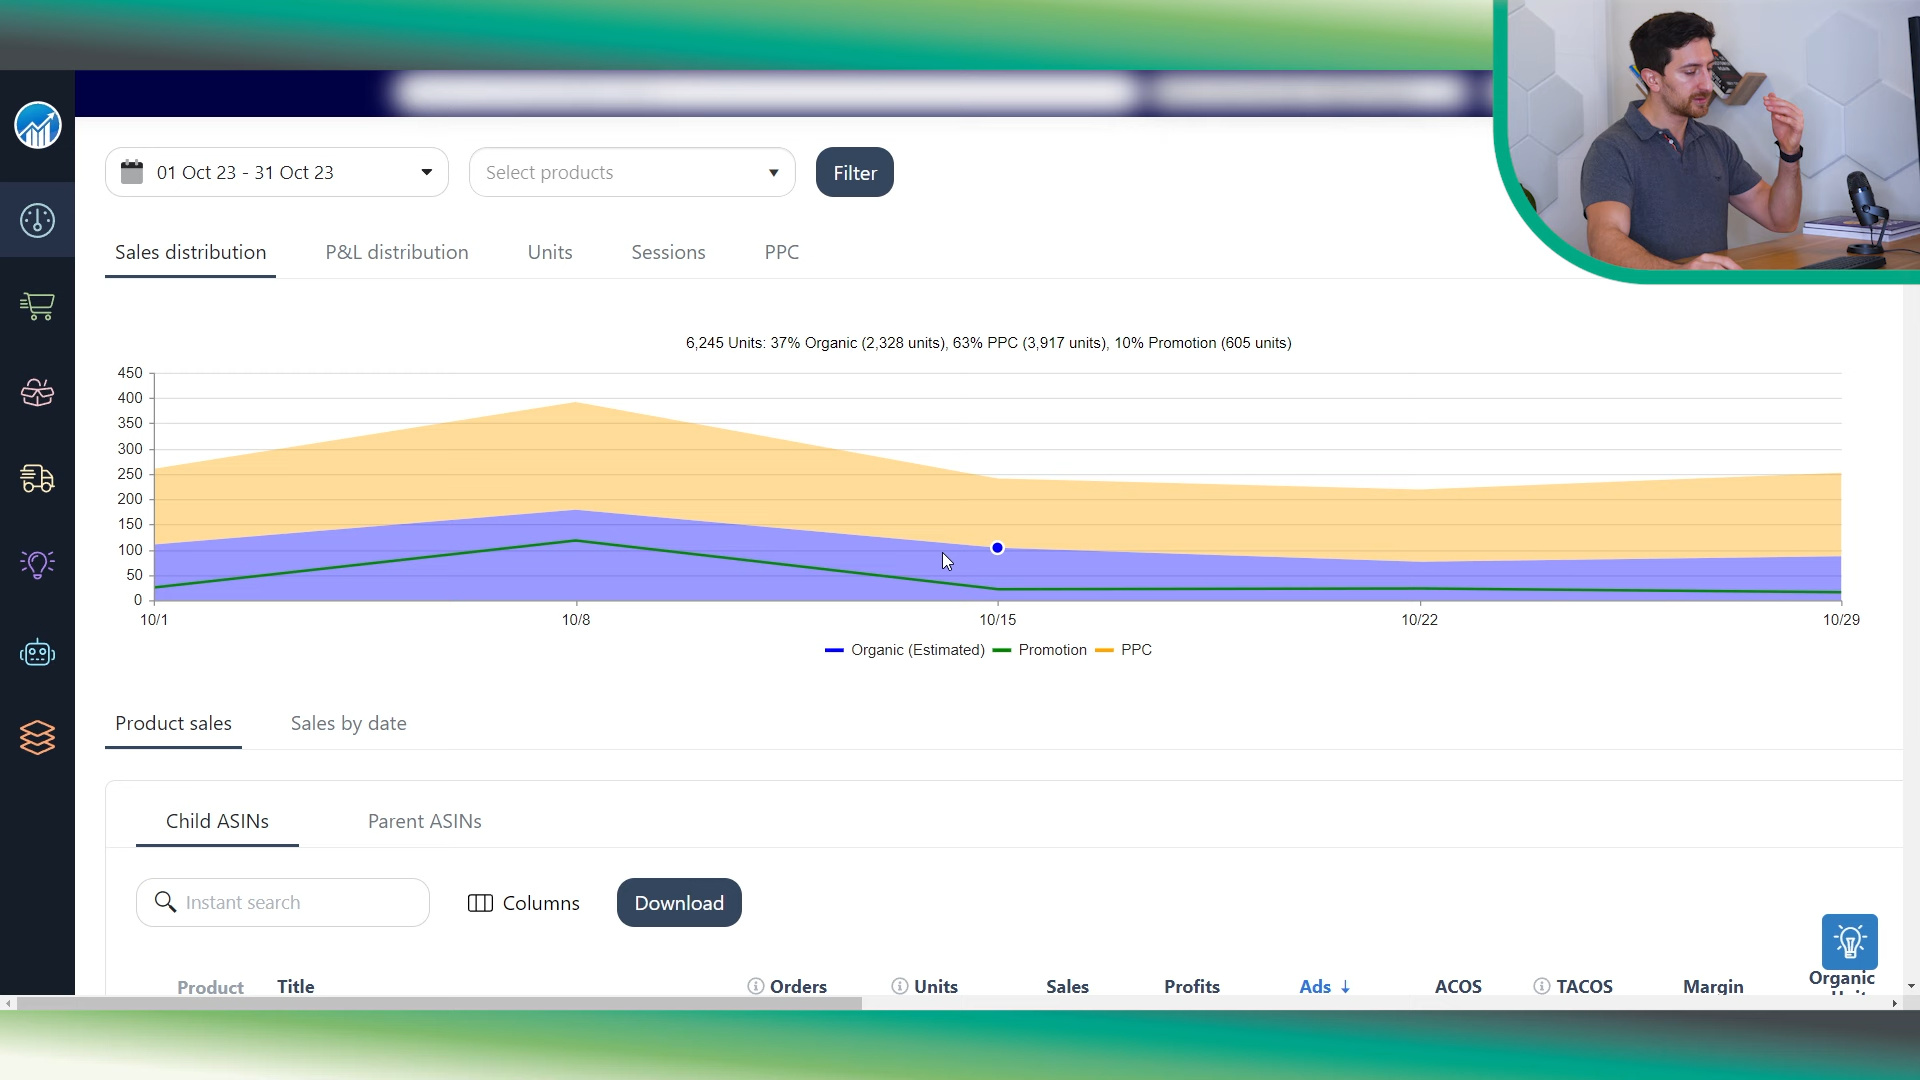 01 Oct 23 - 31 Oct 23
Select products
Filter
Sales distribution
P&L distribution
Units
Sessions
PPC
6,245 Units: 37% Organic (2,328 units), 63% PPC (3,917 units), 10% Promotion (605 units)
450
400
350
300
250
200
150
100
50
0
10/1 10/8 10/15 10/22 10/29
Organic (Estimated) Promotion PPC
Product sales
Sales by date
Child ASINs
Parent ASINs
Instant search
Columns
Download
Product Title Orders Units Sales Profits Ads ↓ ACOS TACOS Margin Organic